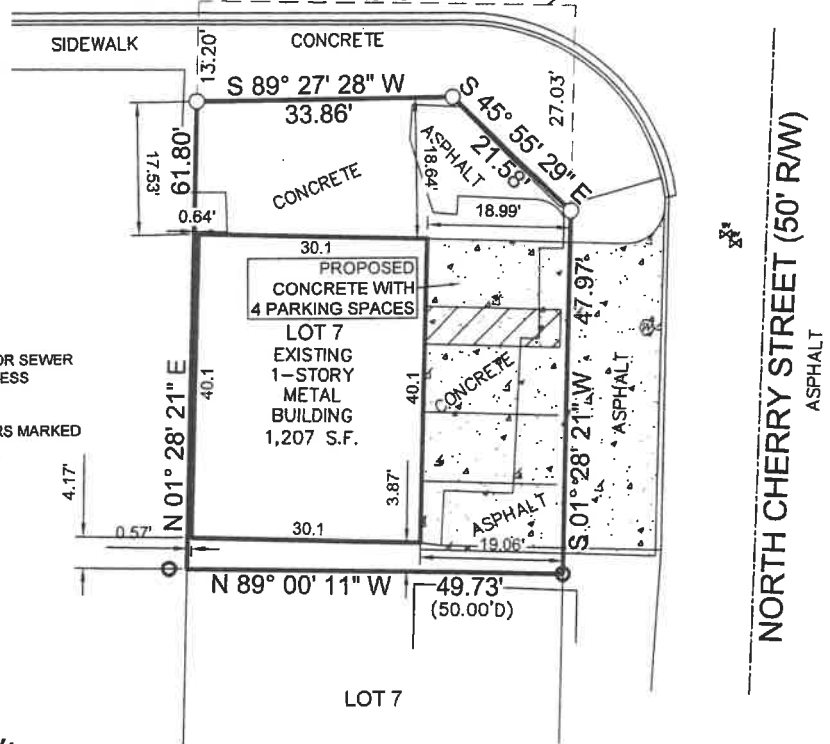 SIDEWALK
CONCRETE
13.20'
S 89° 27' 28" W
33.86'
S 45° 55' 29" E
21.58'
27.03'
61.80'
17.53'
ASPHALT
18.64'
CONCRETE
0.64'
18.99'
30.1
PROPOSED
CONCRETE WITH
4 PARKING SPACES
LOT 7
EXISTING
1-STORY
METAL
BUILDING
1,207 S.F.
40.1
40.1
CONCRETE
47.97'
S 01° 28' 21" W
ASPHALT
NORTH CHERRY STREET (50' R/W)
ASPHALT
OR SEWER
ESS
RS MARKED
N 01° 28' 21" E
4.17'
3.87'
ASPHALT
0.57'
30.1
19.06'
N 89° 00' 11" W
49.73'
(50.00'D)
LOT 7